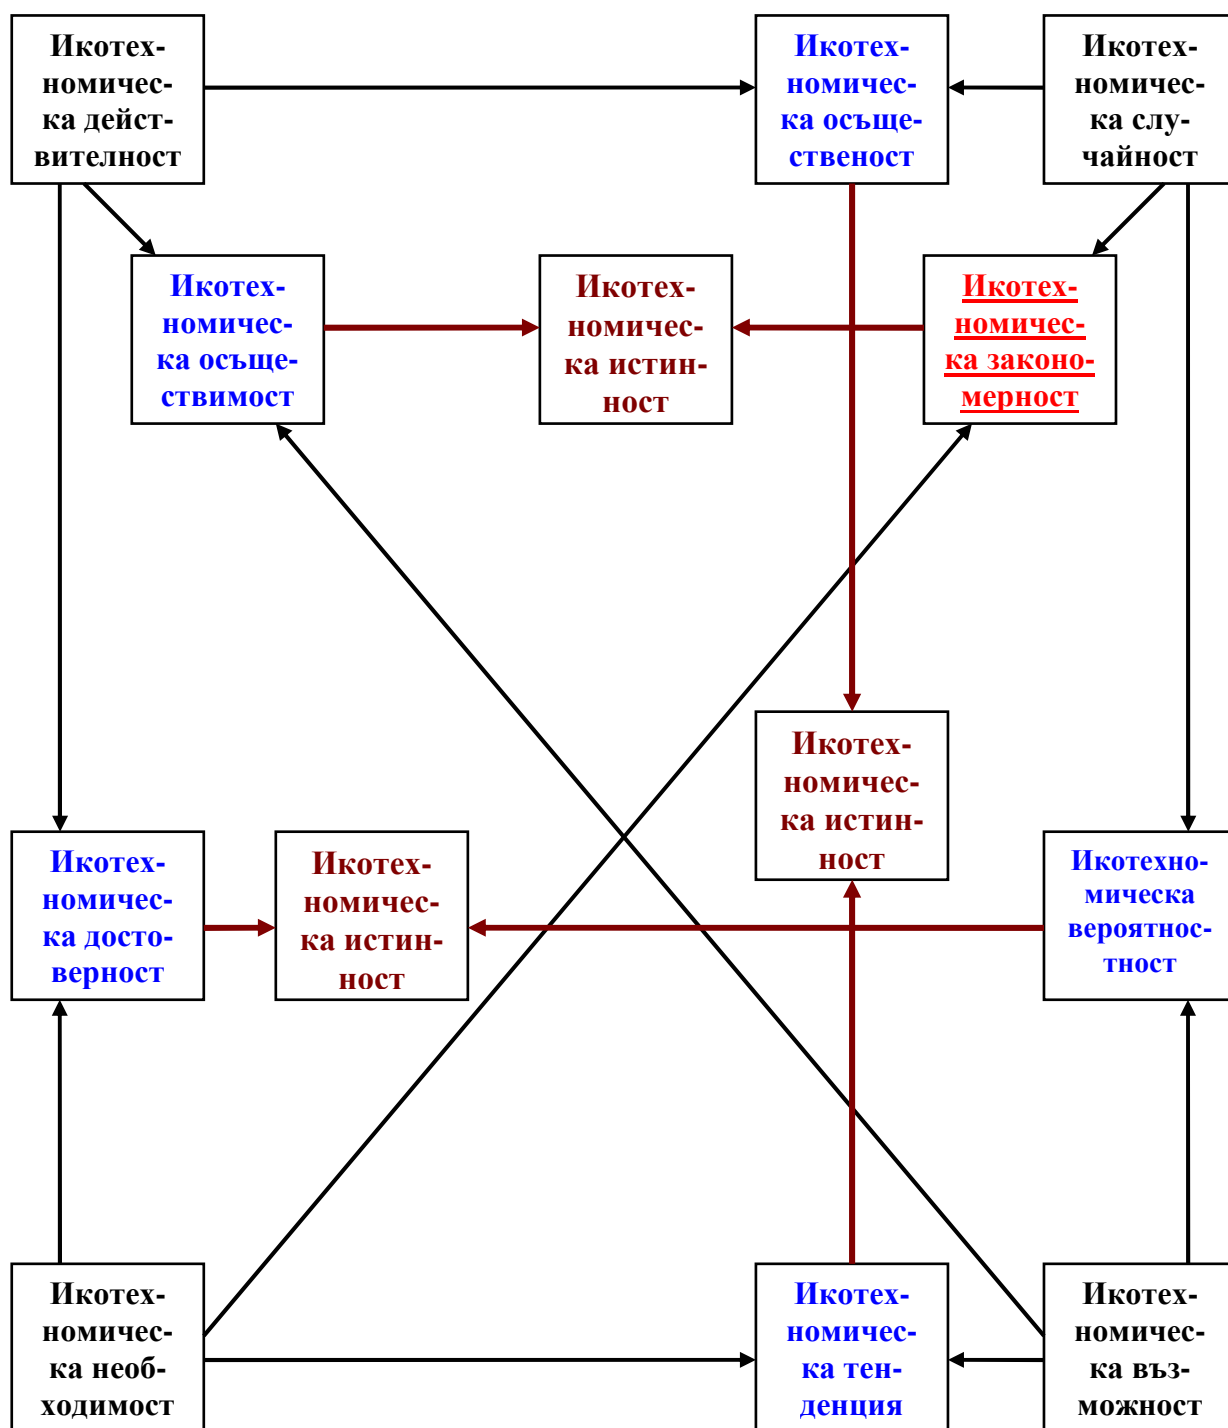 Икотех-
номичес-
ка дейст-
вителност
Икотех-
номичес-
ка осъще-
ственост
Икотех-
номичес-
ка слу-
чайност
Икотех-
номичес-
ка осъще-
ствимост
Икотех-
номичес-
ка истин-
ност
Икотех-
номичес-
ка законо-
мерност
Икотех-
номичес-
ка истин-
ност
Икотех-
номичес-
ка досто-
верност
Икотех-
номичес-
ка истин-
ност
Икотехно-
мическа
вероятнос-
тност
Икотех-
номичес-
ка необ-
ходимост
Икотех-
номичес-
ка тен-
денция
Икотех-
номичес-
ка въз-
можност